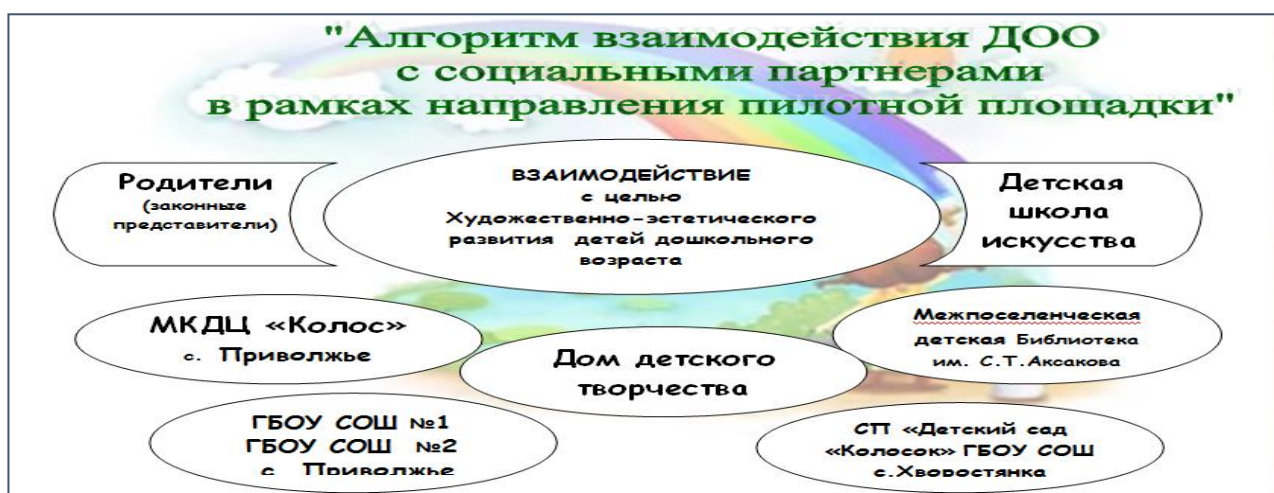 "Алгоритм взаимодействия ДОО
с социальными партнерами
в рамках направления пилотной площадки"
Родители
(законные
представители)
ВЗАИМОДЕЙСТВИЕ
с целью
Художественно-эстетического
развития детей дошкольного
возраста
Детская
школа
искусства
МКДЦ «Колос»
с. Приволжье
Дом детского
творчества
Межпоселенческая
детская Библиотека
им. С.Т.Аксакова
ГБОУ СОШ №1
ГБОУ СОШ №2
с Приволжье
СП «Детский сад
«Колосок» ГБОУ СОШ
с.Хворостянка